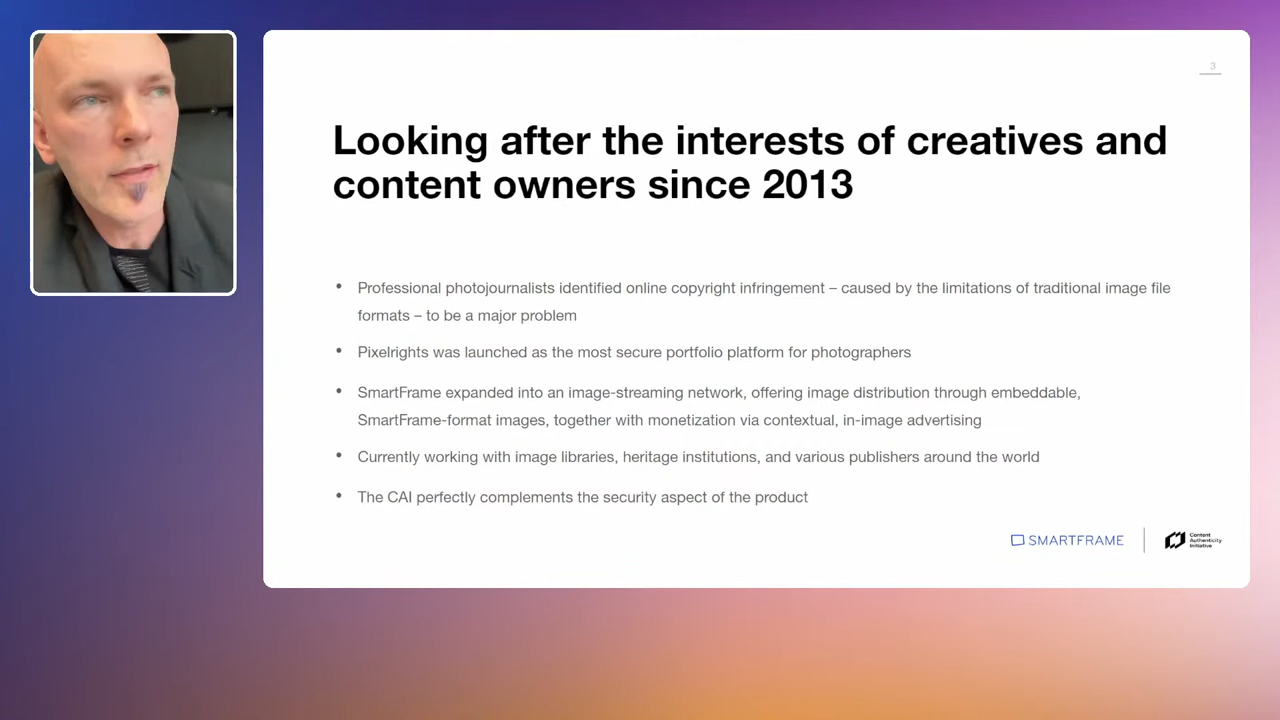 3
Looking after the interests of creatives and
content owners since 2013
• Professional photojournalists identified online copyright infringement – caused by the limitations of traditional image file
formats – to be a major problem
• Pixelrights was launched as the most secure portfolio platform for photographers
• SmartFrame expanded into an image-streaming network, offering image distribution through embeddable,
SmartFrame-format images, together with monetization via contextual, in-image advertising
• Currently working with image libraries, heritage institutions, and various publishers around the world
• The CAI perfectly complements the security aspect of the product
SMARTFRAME
Content
Authenticity
Initiative